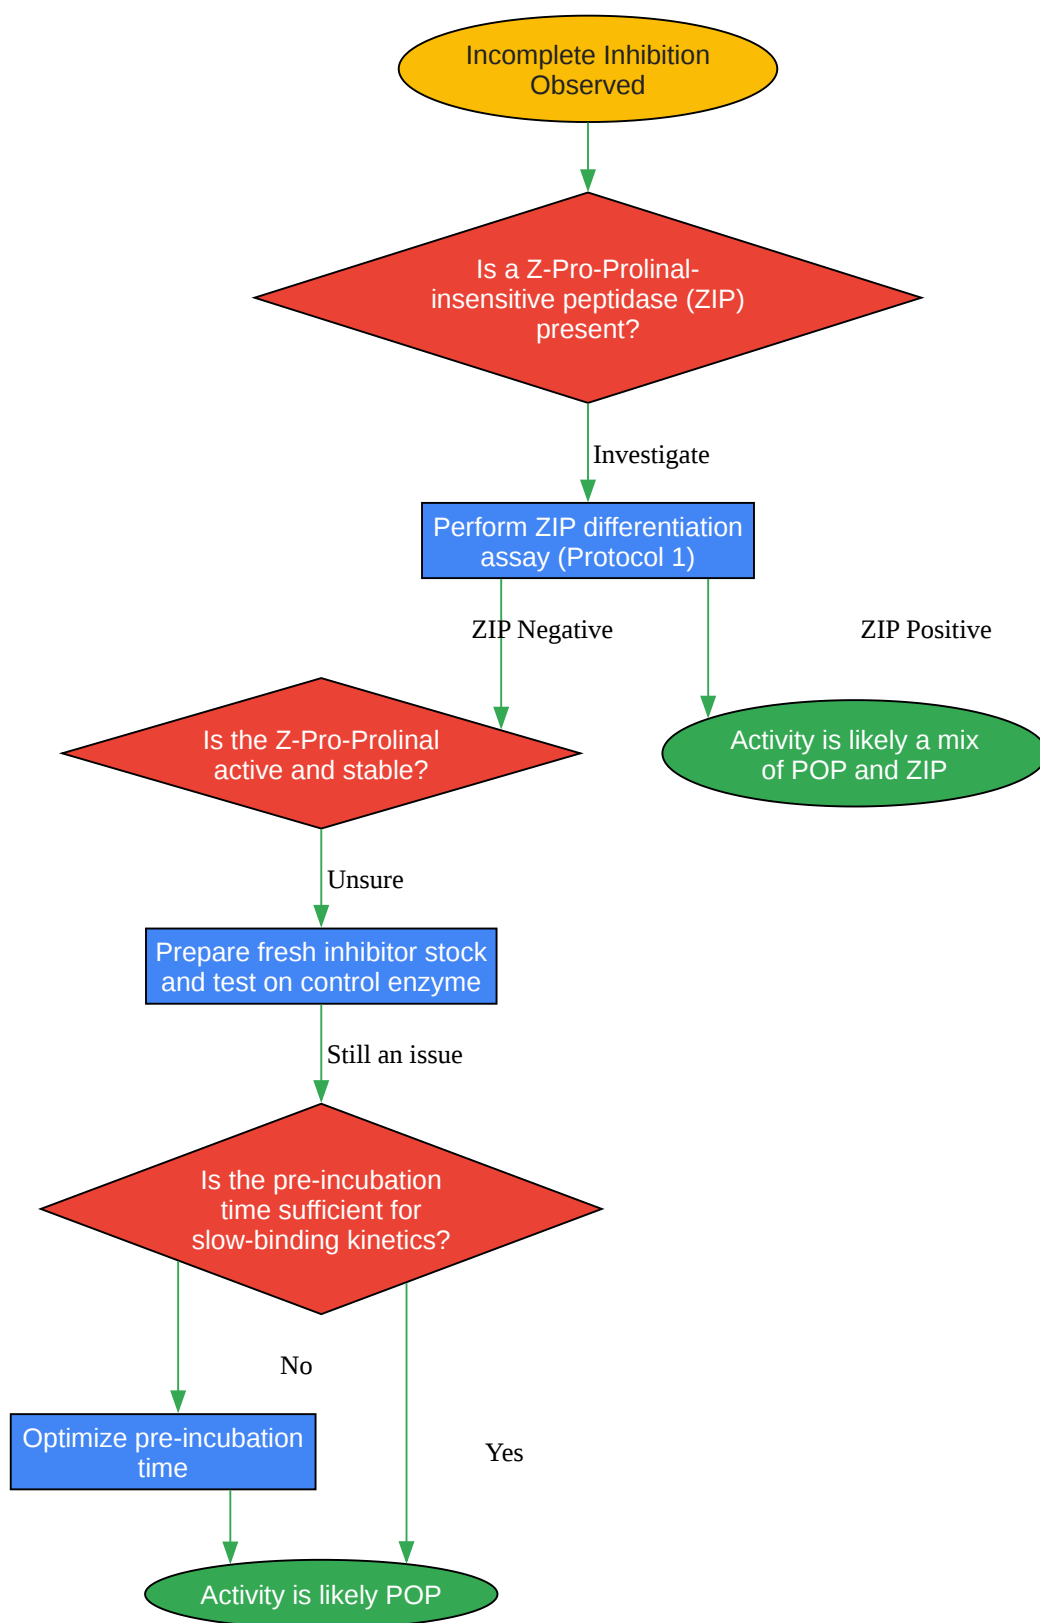 Incomplete Inhibition
Observed
Is a Z-Pro-Prolinal-
insensitive peptidase (ZIP)
present?
Investigate
Perform ZIP differentiation
assay (Protocol 1)
ZIP Negative
ZIP Positive
Is the Z-Pro-Prolinal
active and stable?
Activity is likely a mix
of POP and ZIP
Unsure
Prepare fresh inhibitor stock
and test on control enzyme
Still an issue
Is the pre-incubation
time sufficient for
slow-binding kinetics?
No
Optimize pre-incubation
time
Yes
Activity is likely POP